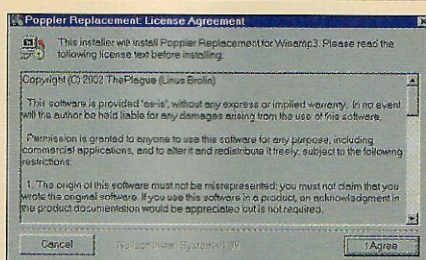 Poppler Replacement: License Agreement
This installer will install Poppler Replacement for Winamp3. Please read the
following license text before installing.
Copyright (C) 2002 ThePlague (Linus Brolin)
This software is provided 'as-is', without any express or implied warranty. In no event
will the author be held liable for any damages arising from the use of this software.
Permission is granted to anyone to use this software for any purpose, including
commercial applications, and to alter it and redistribute it freely, subject to the following
restrictions:
1. The origin of this software must not be misrepresented; you must not claim that you
wrote the original software. If you use this software in a product, an acknowledgment in
the product documentation would be appreciated but is not required.
Cancel
Install System
I Agree